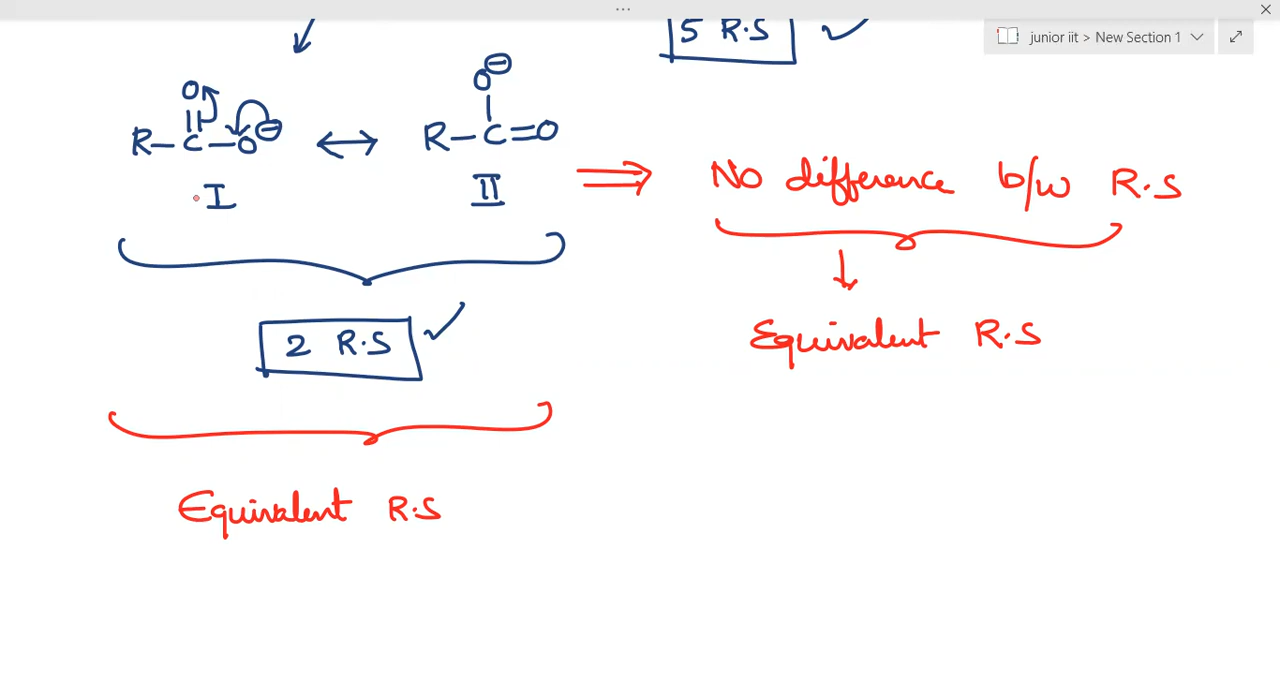 ...
junior iit > New Section 1
5 R.S
O O⊖
R–C–O⊖ ↔ R–C=O
I II
⇒ No difference b/w R.S
Equivalent R.S
2 R.S
Equivalent R.S